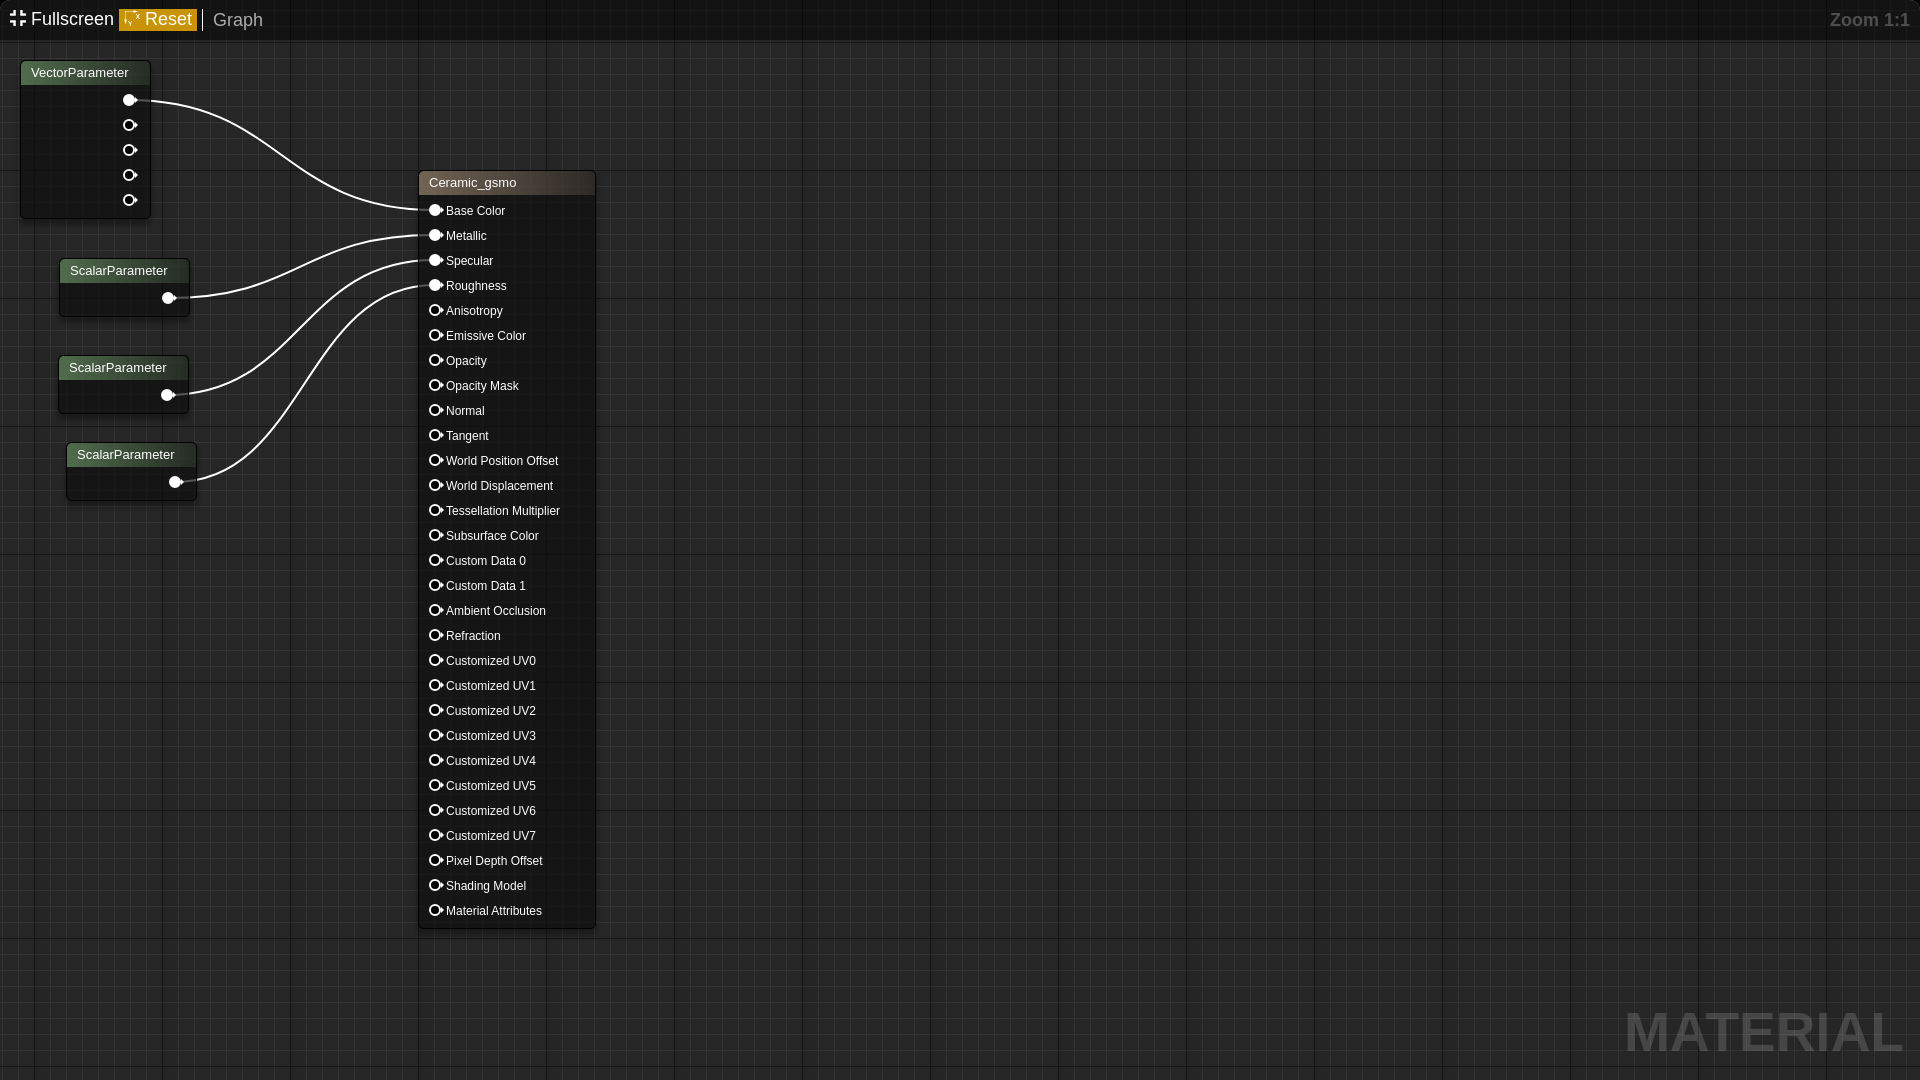 Fullscreen Reset Graph
Zoom 1:1
VectorParameter
ScalarParameter
ScalarParameter
ScalarParameter
Ceramic_gsmo
Base Color
Metallic
Specular
Roughness
Anisotropy
Emissive Color
Opacity
Opacity Mask
Normal
Tangent
World Position Offset
World Displacement
Tessellation Multiplier
Subsurface Color
Custom Data 0
Custom Data 1
Ambient Occlusion
Refraction
Customized UV0
Customized UV1
Customized UV2
Customized UV3
Customized UV4
Customized UV5
Customized UV6
Customized UV7
Pixel Depth Offset
Shading Model
Material Attributes
MATERIAL